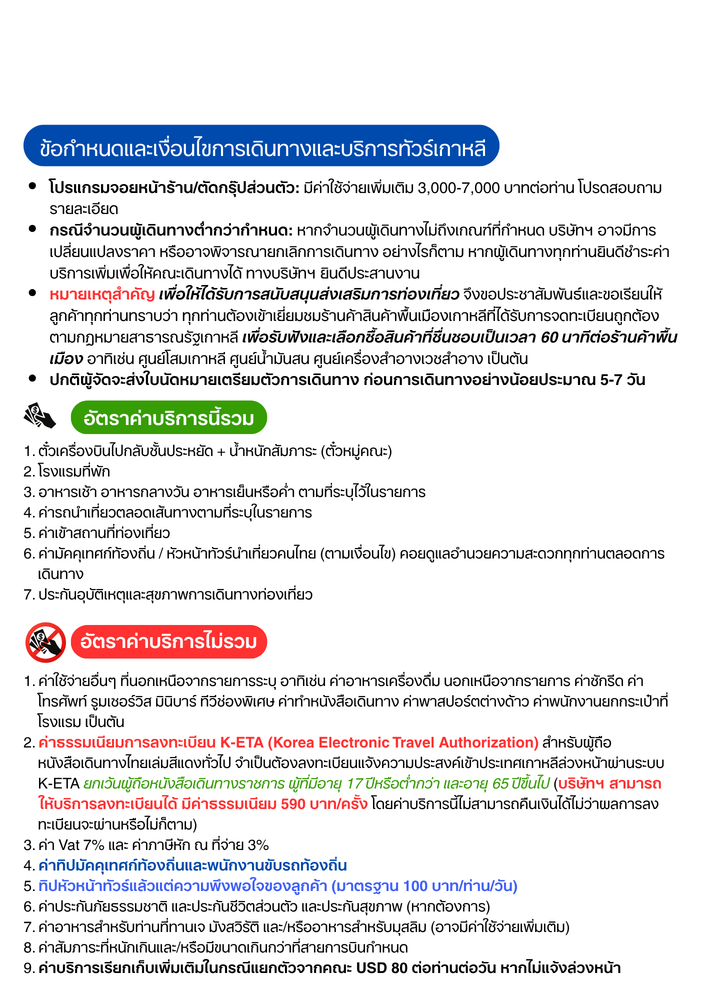 ข้อกำหนดและเงื่อนไขการเดินทางและบริการทัวร์เกาหลี
• โปรแกรมจอยหน้าร้าน/ตัดกรุ๊ปส่วนตัว: มีค่าใช้จ่ายเพิ่มเติม 3,000-7,000 บาทต่อท่าน โปรดสอบถาม
รายละเอียด
• กรณีจำนวนผู้เดินทางต่ำกว่ากำหนด: หากจำนวนผู้เดินทางไม่ถึงเกณฑ์ที่กำหนด บริษัทฯ อาจมีการ
เปลี่ยนแปลงราคา หรืออาจพิจารณายกเลิกการเดินทาง อย่างไรก็ตาม หากผู้เดินทางทุกท่านยินดีชำระค่า
บริการเพิ่มเพื่อให้คณะเดินทางได้ ทางบริษัทฯ ยินดีประสานงาน
• หมายเหตุสำคัญ เพื่อให้ได้รับการสนับสนุนส่งเสริมการท่องเที่ยว จึงขอประชาสัมพันธ์และขอเรียนให้
ลูกค้าทุกท่านทราบว่า ทุกท่านต้องเข้าเยี่ยมชมร้านค้าสินค้าพื้นเมืองเกาหลีที่ได้รับการจดทะเบียนถูกต้อง
ตามกฎหมายสาธารณรัฐเกาหลี เพื่อรับฟังและเลือกซื้อสินค้าที่ชื่นชอบเป็นเวลา 60 นาทีต่อร้านค้าพื้น
เมือง อาทิเช่น ศูนย์โสมเกาหลี ศูนย์น้ำมันสน ศูนย์เครื่องสำอางเวชสำอาง เป็นต้น
• ปกติผู้จัดจะส่งใบนัดหมายเตรียมตัวการเดินทาง ก่อนการเดินทางอย่างน้อยประมาณ 5-7 วัน
อัตราค่าบริการนี้รวม
1. ตั๋วเครื่องบินไปกลับชั้นประหยัด + น้ำหนักสัมภาระ (ตั๋วหมู่คณะ)
2. โรงแรมที่พัก
3. อาหารเช้า อาหารกลางวัน อาหารเย็นหรือค่ำ ตามที่ระบุไว้ในรายการ
4. ค่ารถนำเที่ยวตลอดเส้นทางตามที่ระบุในรายการ
5. ค่าเข้าสถานที่ท่องเที่ยว
6. ค่ามัคคุเทศก์ท้องถิ่น / หัวหน้าทัวร์นำเที่ยวคนไทย (ตามเงื่อนไข) คอยดูแลอำนวยความสะดวกทุกท่านตลอดการ
เดินทาง
7. ประกันอุบัติเหตุและสุขภาพการเดินทางท่องเที่ยว
อัตราค่าบริการไม่รวม
1. ค่าใช้จ่ายอื่นๆ ที่นอกเหนือจากรายการระบุ อาทิเช่น ค่าอาหารเครื่องดื่ม นอกเหนือจากรายการ ค่าซักรีด ค่า
โทรศัพท์ รูมเซอร์วิส มินิบาร์ ทีวีช่องพิเศษ ค่าทำหนังสือเดินทาง ค่าพาสปอร์ตต่างด้าว ค่าพนักงานยกกระเป๋าที่
โรงแรม เป็นต้น
2. ค่าธรรมเนียมการลงทะเบียน K-ETA (Korea Electronic Travel Authorization) สำหรับผู้ถือ
หนังสือเดินทางไทยเล่มสีแดงทั่วไป จำเป็นต้องลงทะเบียนแจ้งความประสงค์เข้าประเทศเกาหลีล่วงหน้าผ่านระบบ
K-ETA ยกเว้นผู้ถือหนังสือเดินทางราชการ ผู้ที่มีอายุ 17 ปีหรือต่ำกว่า และอายุ 65 ปีขึ้นไป (บริษัทฯ สามารถ
ให้บริการลงทะเบียนได้ มีค่าธรรมเนียม 590 บาท/ครั้ง โดยค่าบริการนี้ไม่สามารถคืนเงินได้ไม่ว่าผลการลง
ทะเบียนจะผ่านหรือไม่ก็ตาม)
3. ค่า Vat 7% และ ค่าภาษีหัก ณ ที่จ่าย 3%
4. ค่าทิปมัคคุเทศก์ท้องถิ่นและพนักงานขับรถท้องถิ่น
5. ทิปหัวหน้าทัวร์แล้วแต่ความพึงพอใจของลูกค้า (มาตรฐาน 100 บาท/ท่าน/วัน)
6. ค่าประกันภัยธรรมชาติ และประกันชีวิตส่วนตัว และประกันสุขภาพ (หากต้องการ)
7. ค่าอาหารสำหรับท่านที่ทานเจ มังสวิรัติ และ/หรืออาหารสำหรับมุสลิม (อาจมีค่าใช้จ่ายเพิ่มเติม)
8. ค่าสัมภาระที่หนักเกินและ/หรือมีขนาดเกินกว่าที่สายการบินกำหนด
9. ค่าบริการเรียกเก็บเพิ่มเติมในกรณีแยกตัวจากคณะ USD 80 ต่อท่านต่อวัน หากไม่แจ้งล่วงหน้า